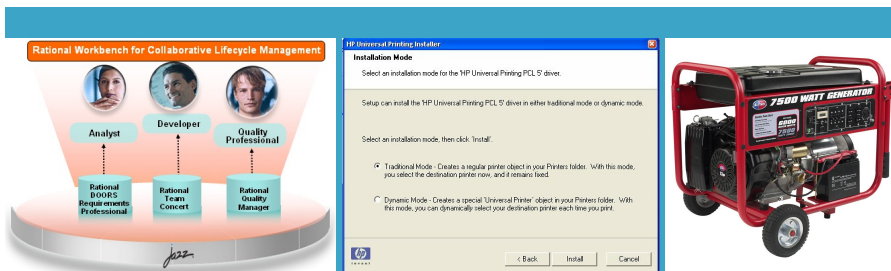 Rational Workbench for Collaborative Lifecycle Management
Analyst
Developer
Quality
Professional
Rational
DOORS
Requirements
Professional
Rational
Team
Concert
Rational
Quality
Manager
jazz
HP Universal Printing Installer
Installation Mode
Select an installation mode for the 'HP Universal Printing PCL 5' driver.
Setup can install the 'HP Universal Printing PCL 5' driver in either traditional mode or dynamic mode.
Select an installation mode, then click 'Install'.
Traditional Mode - Creates a regular printer object in your Printers folder. With this mode,
you select the destination printer now, and it remains fixed.
Dynamic Mode - Creates a special 'Universal Printer' object in your Printers folder. With
this mode, you can dynamically select your destination printer each time you print.
hp
invent
< Back
Install
Cancel
7500 WATT GENERATOR
6000
7500